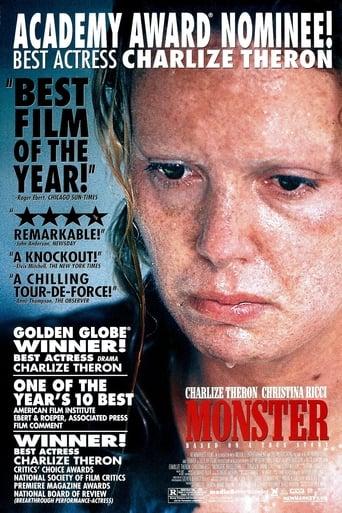 ACADEMY AWARD NOMINEE!
BEST ACTRESS CHARLIZE THERON
"BEST
FILM
OF THE
YEAR!"
-Roger Ebert, CHICAGO SUN-TIMES
"★★★★
REMARKABLE!"
-John Anderson, NEWSDAY
"A KNOCKOUT!"
-Elvis Mitchell, THE NEW YORK TIMES
"A CHILLING
TOUR-DE-FORCE!"
Thompson, THE OBSERVER
GOLDEN GLOBE®
WINNER!
BEST ACTRESS DRAMA
CHARLIZE THERON
ONE OF THE
YEAR'S 10 BEST
AMERICAN FILM INSTITUTE
EBERT & ROEPER, ASSOCIATED PRESS
FILM COMMENT
WINNER!
BEST ACTRESS
CHARLIZE THERON
CRITICS' CHOICE AWARDS
NATIONAL SOCIETY OF FILM CRITICS
PREMIERE MAGAZINE AWARDS
NATIONAL BOARD OF REVIEW
(BREAKTHROUGH PERFORMANCE-ACTRESS)
CHARLIZE THERON CHRISTINA RICCI
MONSTER
BASED ON A TRUE STORY
R